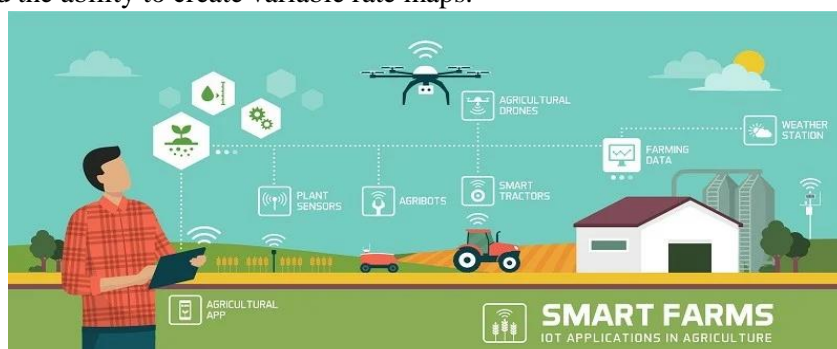 d the ability to create variable rate maps.
AGRICULTURAL
DRONES
WEATHER
STATION
FARMING
DATA
PLANT
SENSORS
AGRIBOTS
SMART
TRACTORS
AGRICULTURAL
APP
SMART FARMS
IOT APPLICATIONS IN AGRICULTURE